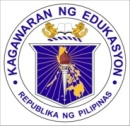 KAGAWARAN NG EDUKASYON
REPUBLIKA NG PILIPINAS